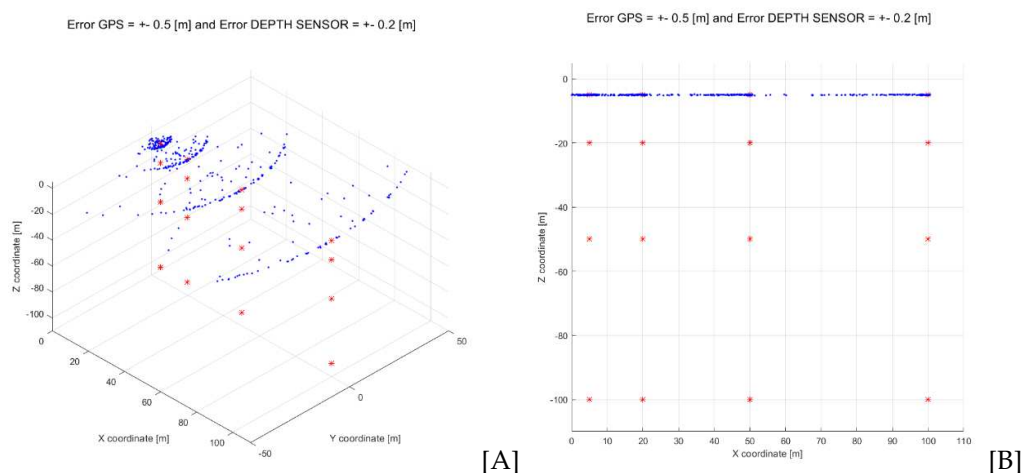 Error GPS = +- 0.5 [m] and Error DEPTH SENSOR = +- 0.2 [m]
0
-20
-40
-60
-80
-100
Z coordinate [m]
0
20
40
60
80
100
X coordinate [m]
-50
0
50
Y coordinate [m]
[A]
Error GPS = +- 0.5 [m] and Error DEPTH SENSOR = +- 0.2 [m]
0
-20
-40
-60
-80
-100
Z coordinate [m]
0 10 20 30 40 50 60 70 80 90 100 110
X coordinate [m]
[B]